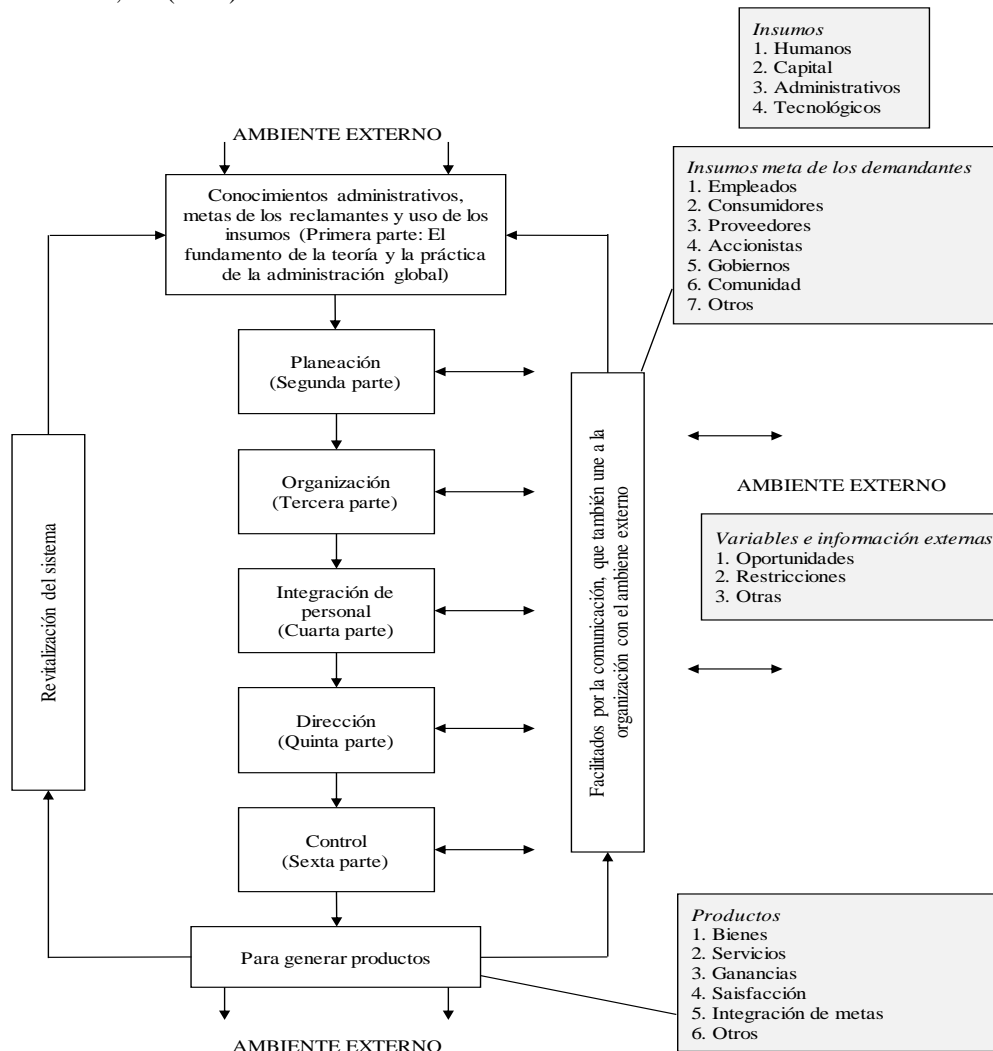 Insumos
1. Humanos
2. Capital
3. Administrativos
4. Tecnológicos
AMBIENTE EXTERNO
Conocimientos administrativos,
metas de los reclamantes y uso de los
insumos (Primera parte: El
fundamento de la teoría y la práctica
de la administración global)
Insumos meta de los demandantes
1. Empleados
2. Consumidores
3. Proveedores
4. Accionistas
5. Gobiernos
6. Comunidad
7. Otros
Planeación
(Segunda parte)
Organización
(Tercera parte)
Integración de
personal
(Cuarta parte)
Dirección
(Quinta parte)
Control
(Sexta parte)
Para generar productos
Revitalización del sistema
Facilitados por la comunicación, que también une a la
organización con el ambiene externo
AMBIENTE EXTERNO
Variables e información externas
1. Oportunidades
2. Restricciones
3. Otras
Productos
1. Bienes
2. Servicios
3. Ganancias
4. Saisfacción
5. Integración de metas
6. Otros
AMBIENTE EXTERNO